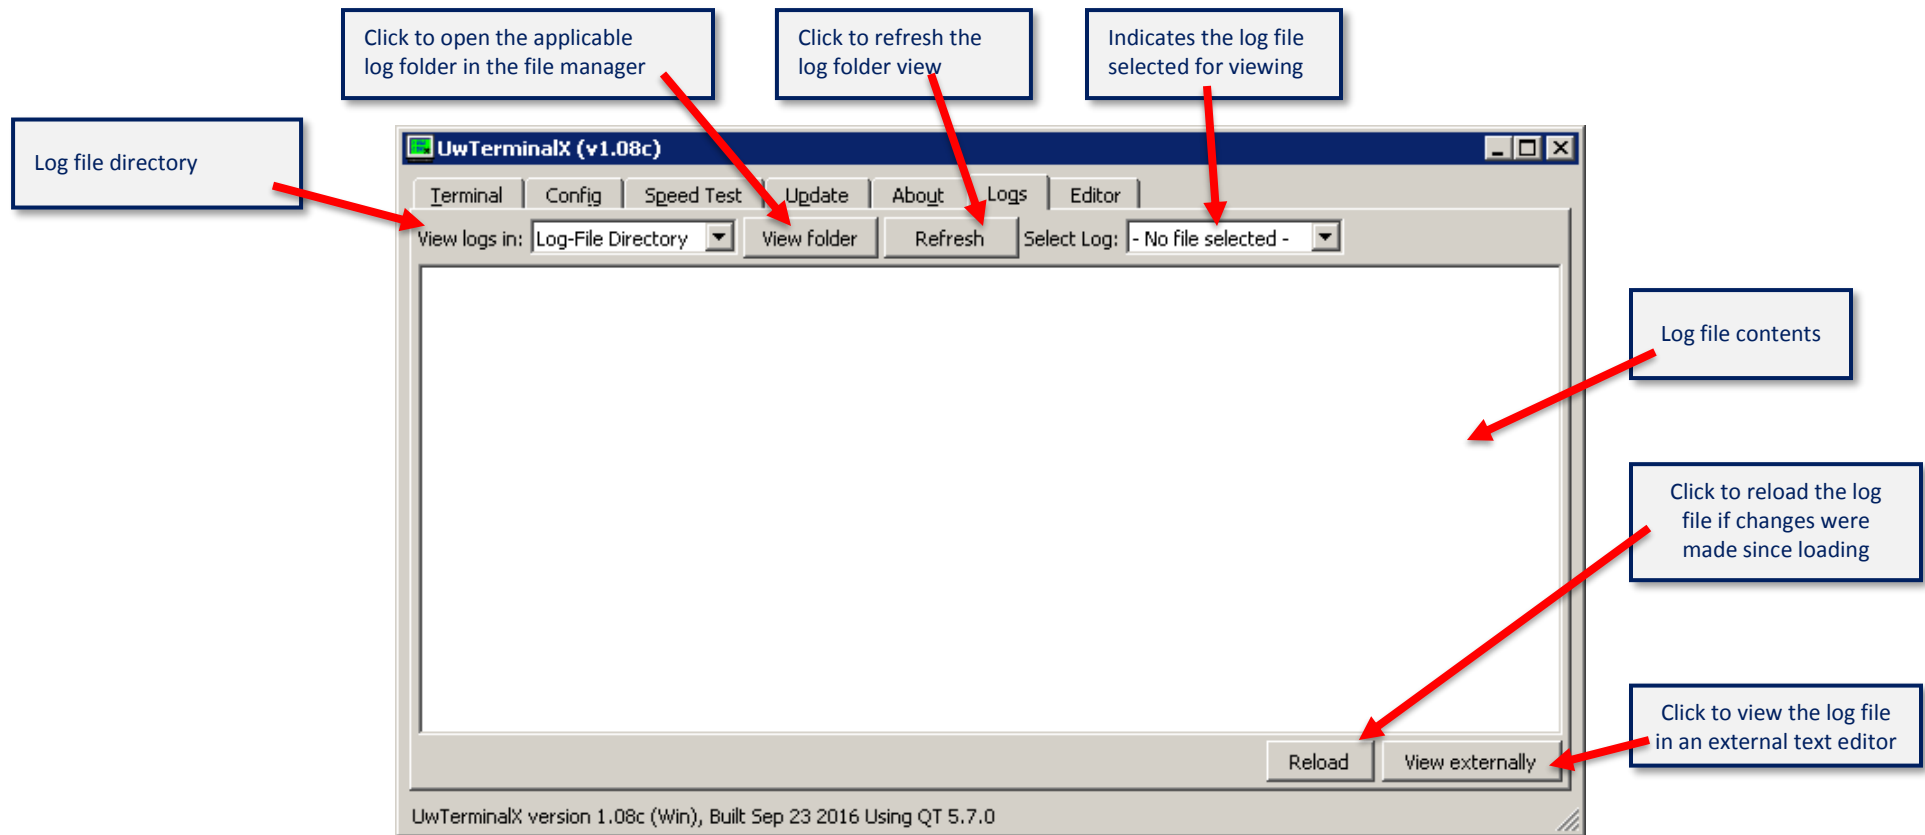 Click to open the applicable
log folder in the file manager
Click to refresh the
log folder view
Indicates the log file
selected for viewing
Log file directory
UwTerminalX (v1.08c)
Terminal Config Speed Test Update About Logs Editor
View logs in: Log-File Directory View folder Refresh Select Log: - No file selected -
Log file contents
Click to reload the log
file if changes were
made since loading
Click to view the log file
in an external text editor
Reload View externally
UwTerminalX version 1.08c (Win), Built Sep 23 2016 Using QT 5.7.0